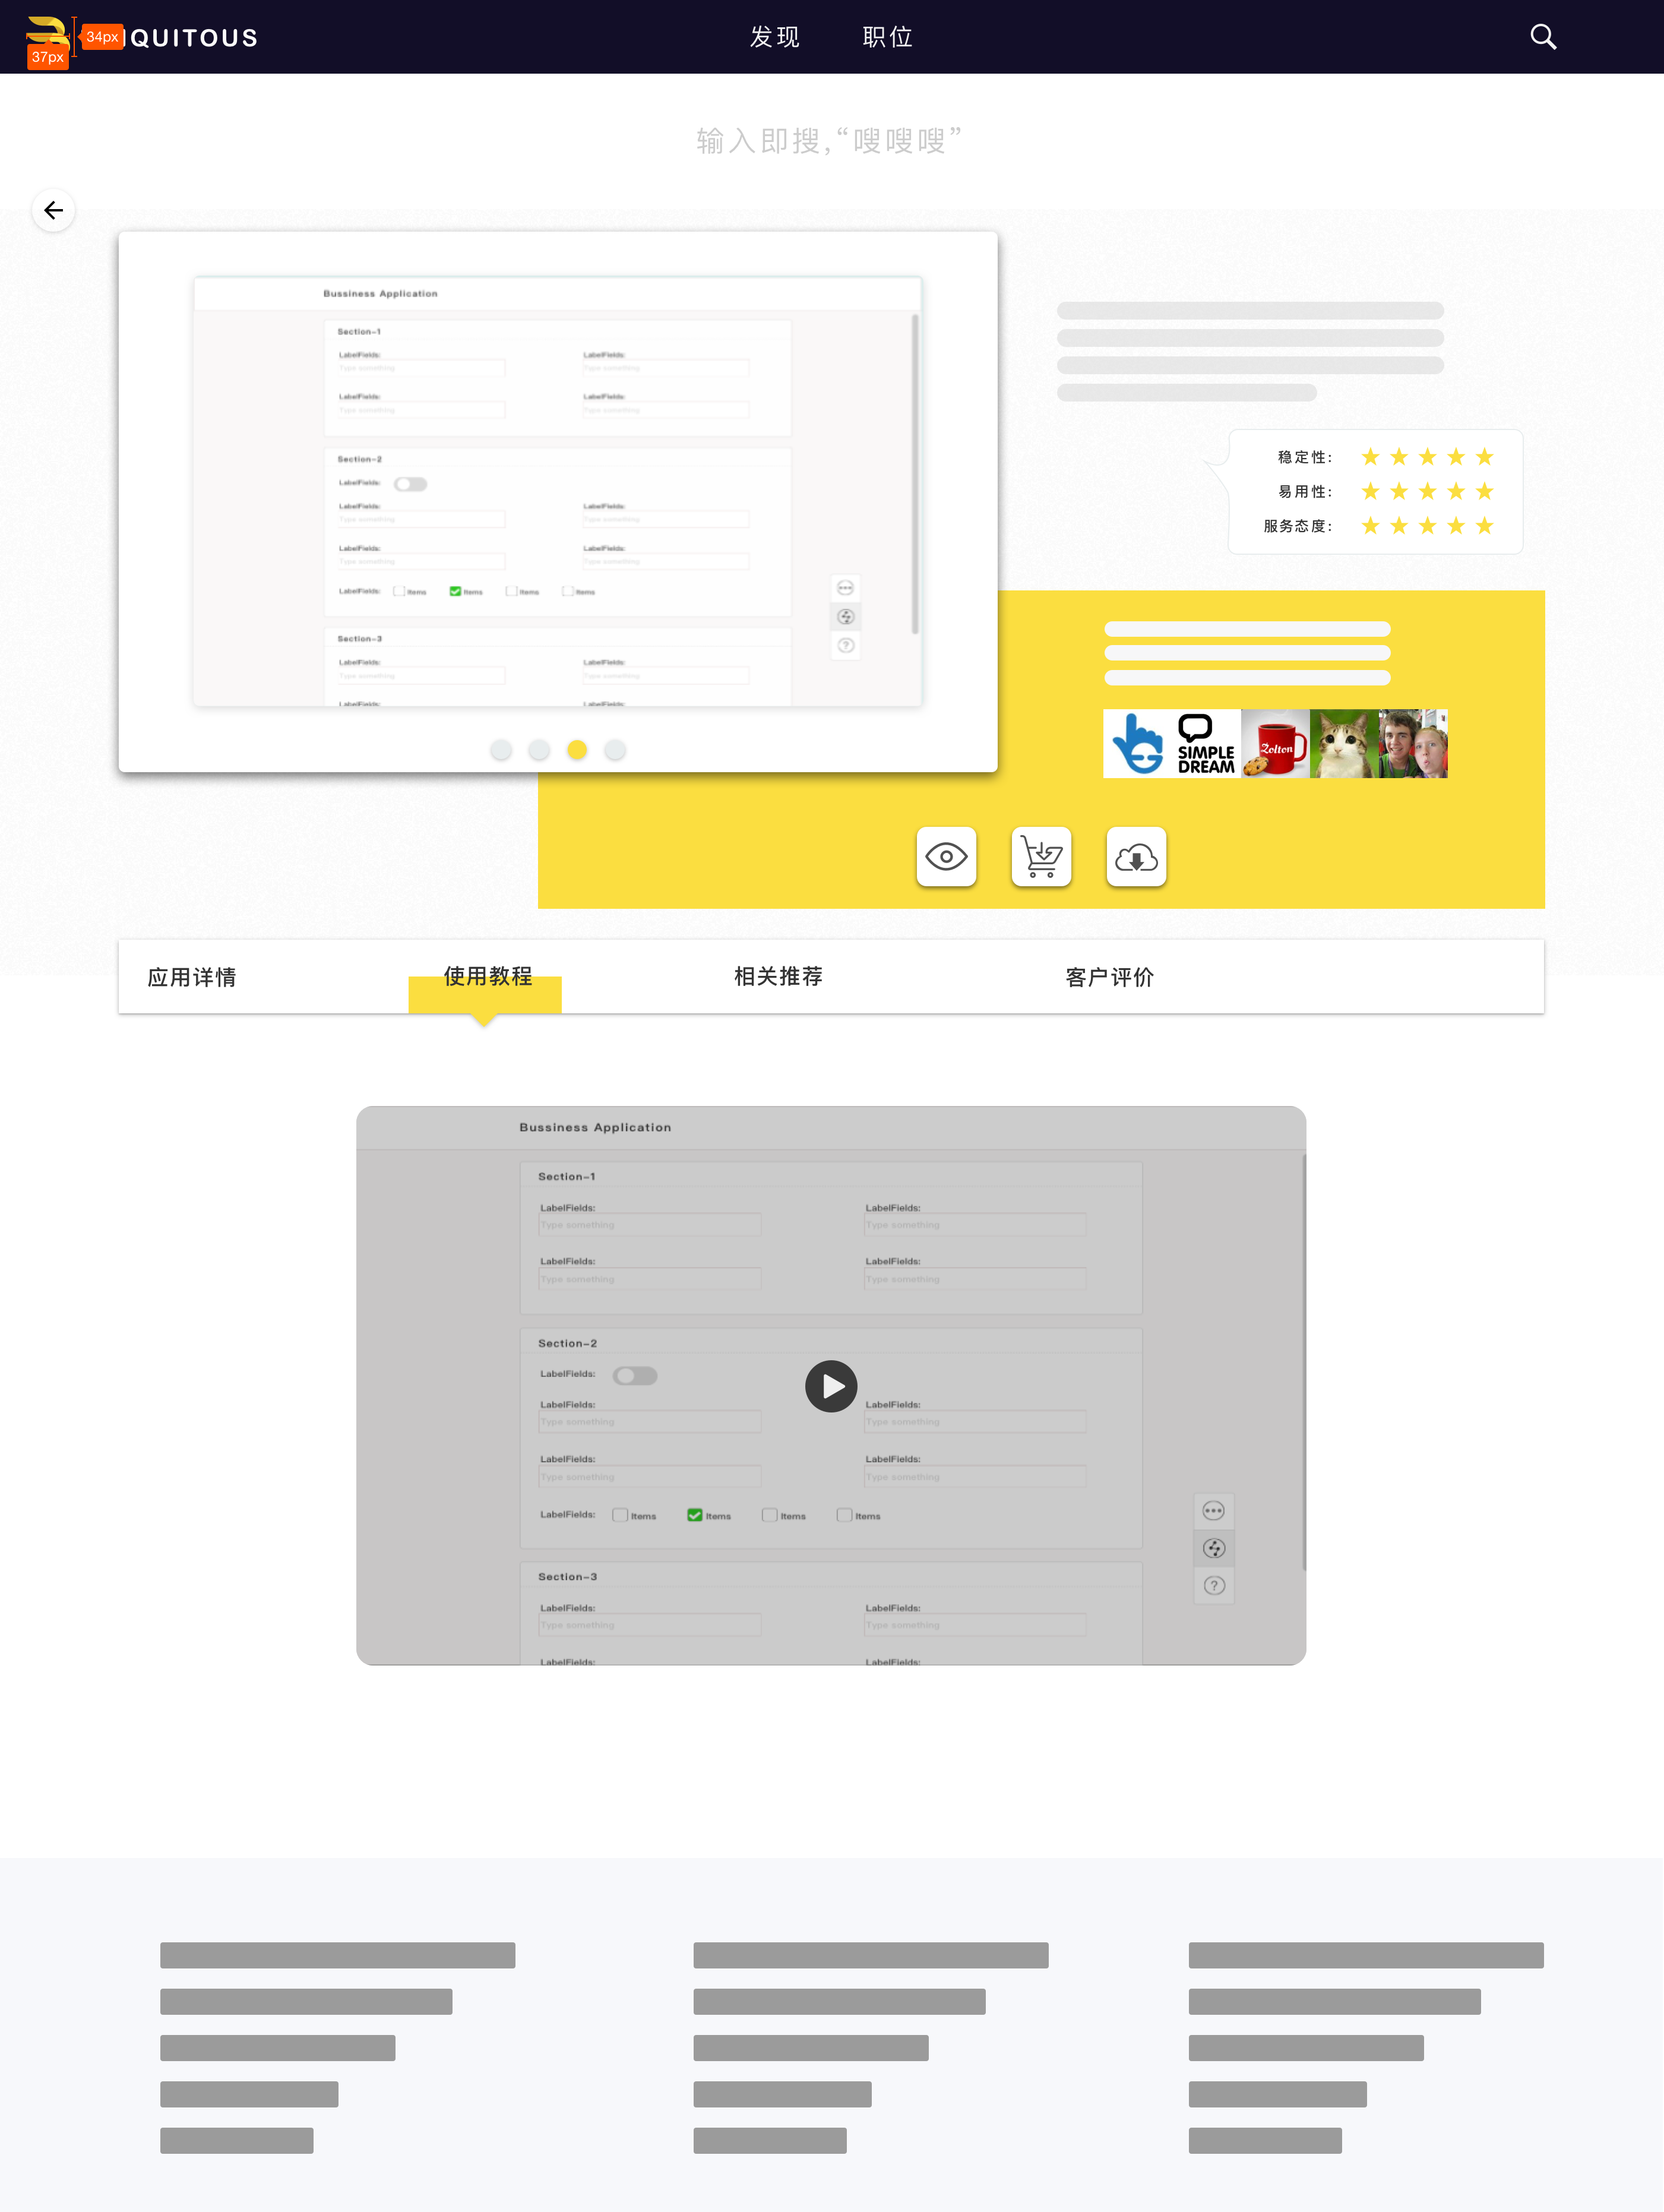 34px
37px
QUITOUS
发现
职位
输入即搜,“嗖嗖嗖”
Bussiness Application
Section-1
LabelFields:
LabelFields:
Type something
Type something
LabelFields:
LabelFields:
Type something
Type something
Section-2
LabelFields:
LabelFields:
LabelFields:
Type something
Type something
LabelFields:
LabelFields:
Type something
Type something
LabelFields:
Items
Items
Items
Items
Section-3
LabelFields:
LabelFields:
Type something
Type something
LabelFields:
LabelFields:
稳定性:
易用性:
服务态度:
SIMPLE
DREAM
Zolton
应用详情
使用教程
相关推荐
客户评价
Bussiness Application
Section-1
LabelFields:
LabelFields:
Type something
Type something
LabelFields:
LabelFields:
Type something
Type something
Section-2
LabelFields:
LabelFields:
LabelFields:
Type something
Type something
LabelFields:
LabelFields:
Type something
Type something
LabelFields:
Items
Items
Items
Items
Section-3
LabelFields:
LabelFields:
Type something
Type something
LabelFields:
LabelFields: